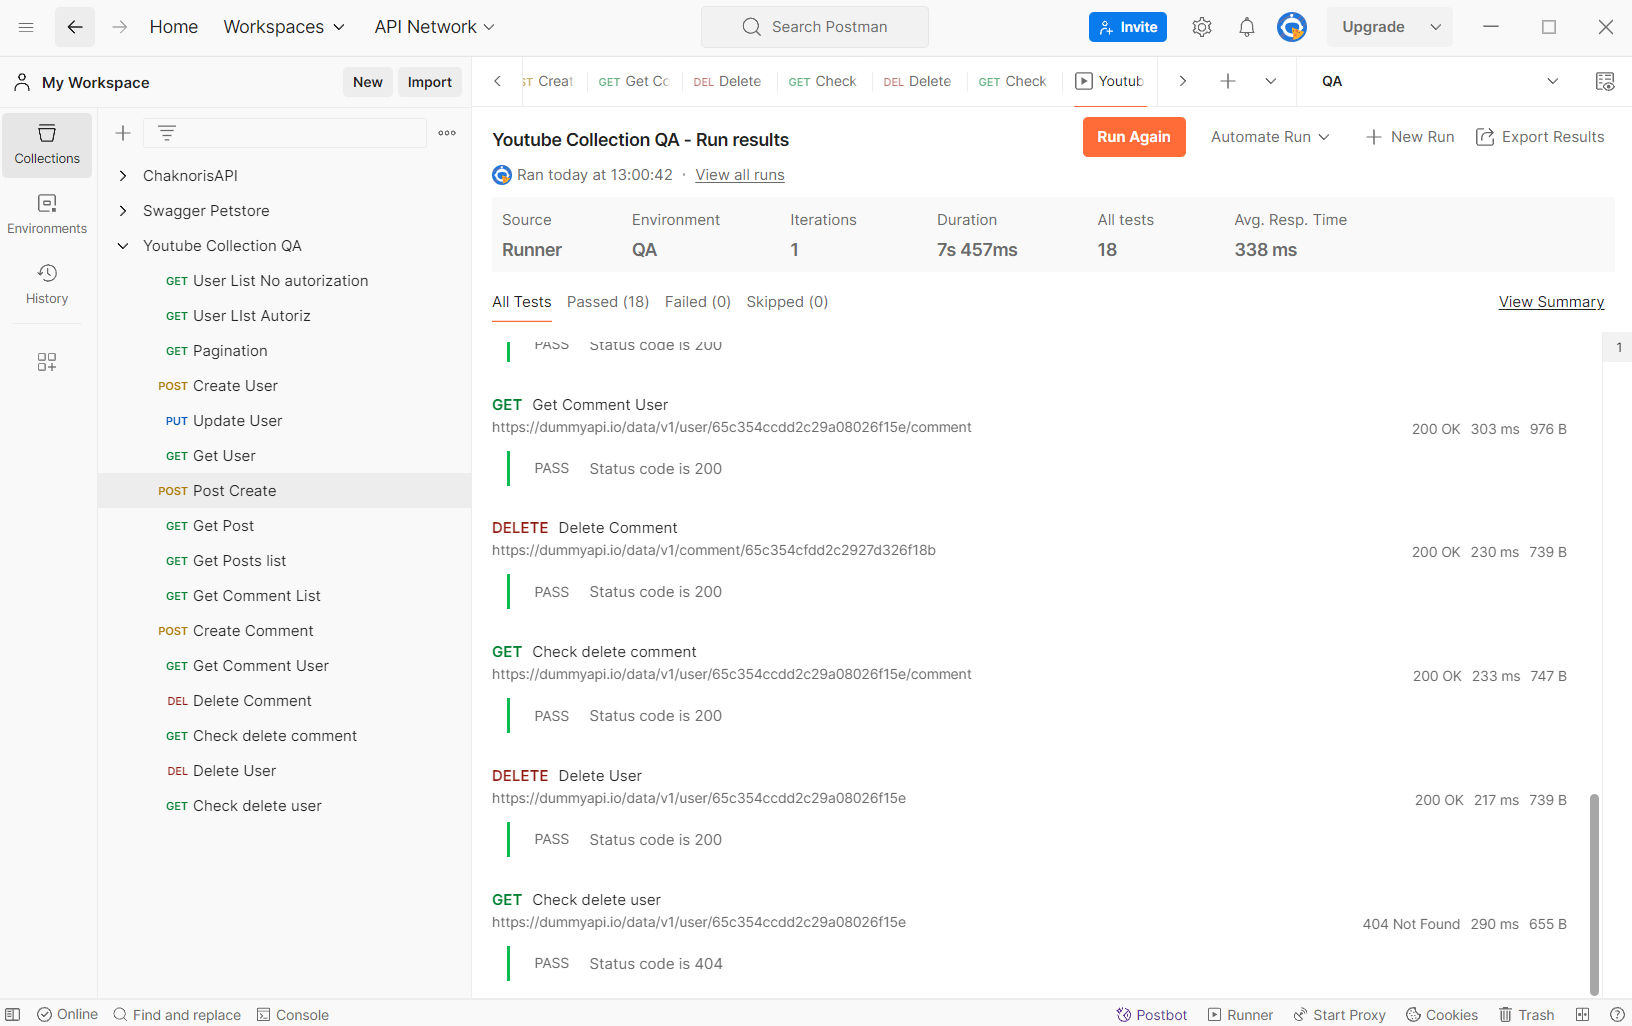 Home Workspaces API Network Search Postman Invite Upgrade
My Workspace New Import
Creat GET Get Co DEL Delete GET Check DEL Delete GET Check Youtub QA
Collections
Environments
History
ChaknorisAPI
Swagger Petstore
Youtube Collection QA
GET User List No autorization
GET User LIst Autoriz
GET Pagination
POST Create User
PUT Update User
GET Get User
POST Post Create
GET Get Post
GET Get Posts list
GET Get Comment List
POST Create Comment
GET Get Comment User
DEL Delete Comment
GET Check delete comment
DEL Delete User
GET Check delete user
Youtube Collection QA - Run results
Run Again Automate Run New Run Export Results
Ran today at 13:00:42 · View all runs
Source Environment Iterations Duration All tests Avg. Resp. Time
Runner QA 1 7s 457ms 18 338 ms
All Tests Passed (18) Failed (0) Skipped (0) View Summary
PASS Status code is 200
1
GET Get Comment User
https://dummyapi.io/data/v1/user/65c354ccdd2c29a08026f15e/comment
200 OK 303 ms 976 B
PASS Status code is 200
DELETE Delete Comment
https://dummyapi.io/data/v1/comment/65c354cfdd2c2927d326f18b
200 OK 230 ms 739 B
PASS Status code is 200
GET Check delete comment
https://dummyapi.io/data/v1/user/65c354ccdd2c29a08026f15e/comment
200 OK 233 ms 747 B
PASS Status code is 200
DELETE Delete User
https://dummyapi.io/data/v1/user/65c354ccdd2c29a08026f15e
200 OK 217 ms 739 B
PASS Status code is 200
GET Check delete user
https://dummyapi.io/data/v1/user/65c354ccdd2c29a08026f15e
404 Not Found 290 ms 655 B
PASS Status code is 404
Online Find and replace Console Postbot Runner Start Proxy Cookies Trash